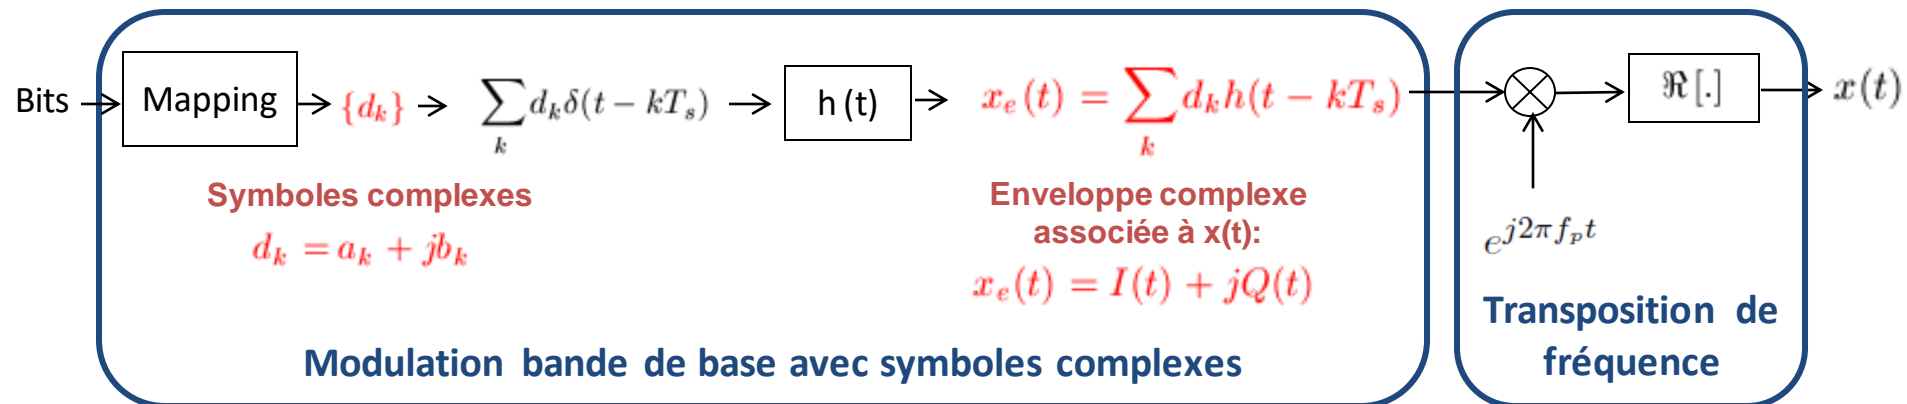 Bits
Mapping
{d_k}
∑_k d_k δ(t − kT_s)
h (t)
x_e(t) = ∑_k d_k h(t − kT_s)
ℜ[.]
x(t)
Symboles complexes
d_k = a_k + jb_k
Enveloppe complexe
associée à x(t):
x_e(t) = I(t) + jQ(t)
e^{j2πf_p t}
Modulation bande de base avec symboles complexes
Transposition de
fréquence